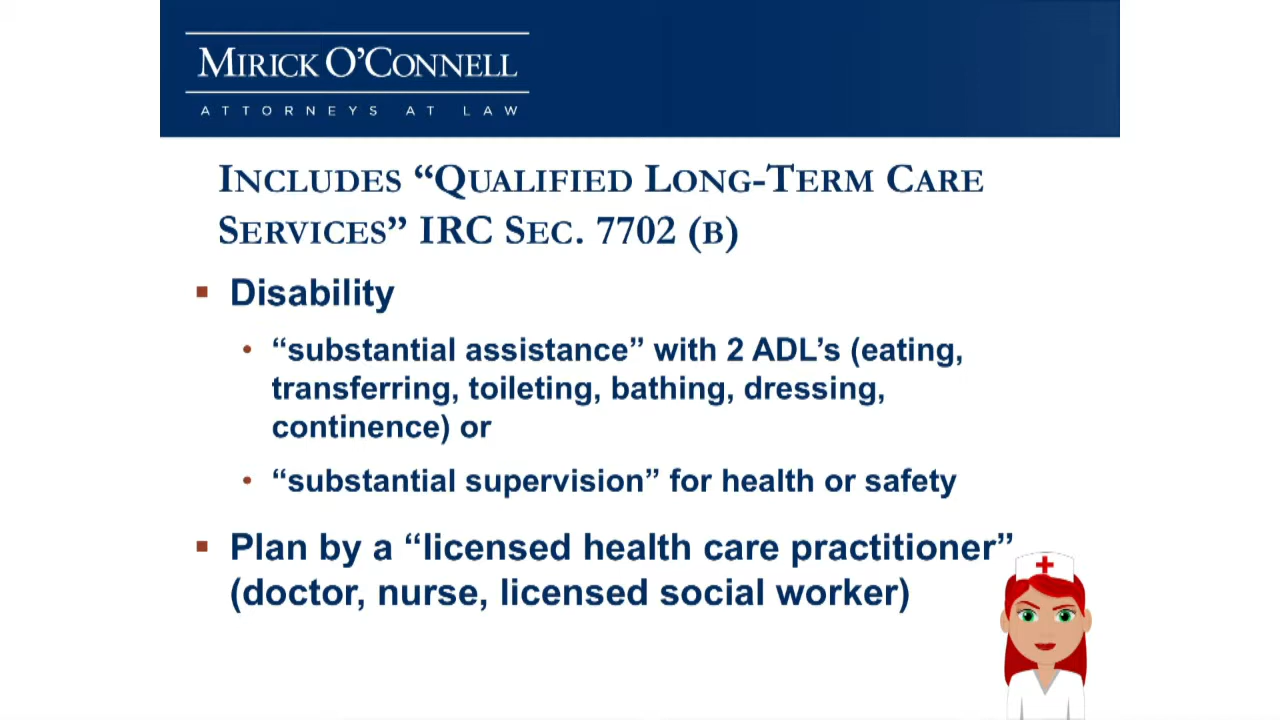 MIRICK O’CONNELL
ATTORNEYS AT LAW
INCLUDES “QUALIFIED LONG-TERM CARE
SERVICES” IRC SEC. 7702 (B)
▪ Disability
• “substantial assistance” with 2 ADL’s (eating,
transferring, toileting, bathing, dressing,
continence) or
• “substantial supervision” for health or safety
▪ Plan by a “licensed health care practitioner”
(doctor, nurse, licensed social worker)